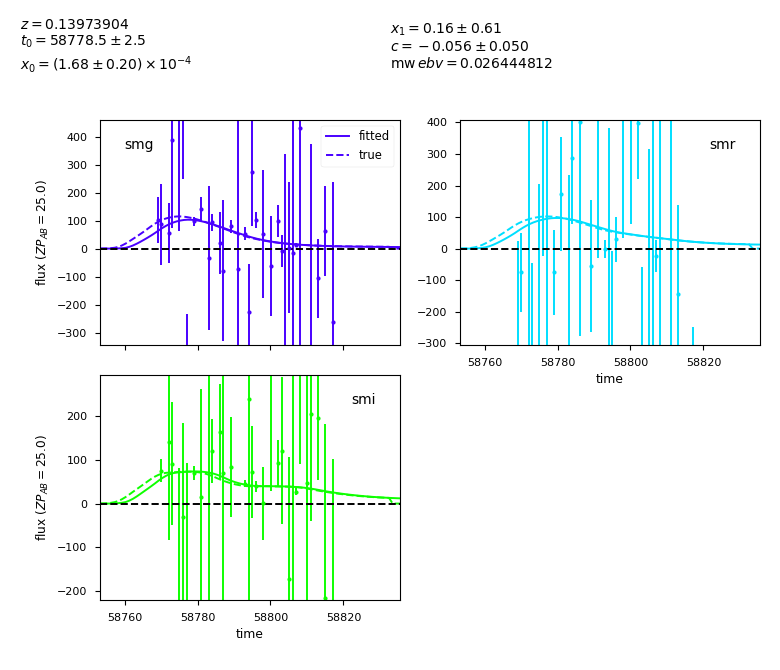 z = 0.13973904
t₀ = 58778.5 ± 2.5
x₀ = (1.68 ± 0.20) × 10⁻⁴
x₁ = 0.16 ± 0.61
c = −0.056 ± 0.050
mw ebv = 0.026444812
smg
fitted
true
400
300
200
100
0
−100
−200
−300
flux (ZP_AB = 25.0)
smr
400
300
200
100
0
−100
−200
−300
58760 58780 58800 58820
time
smi
200
100
0
−100
−200
flux (ZP_AB = 25.0)
58760 58780 58800 58820
time